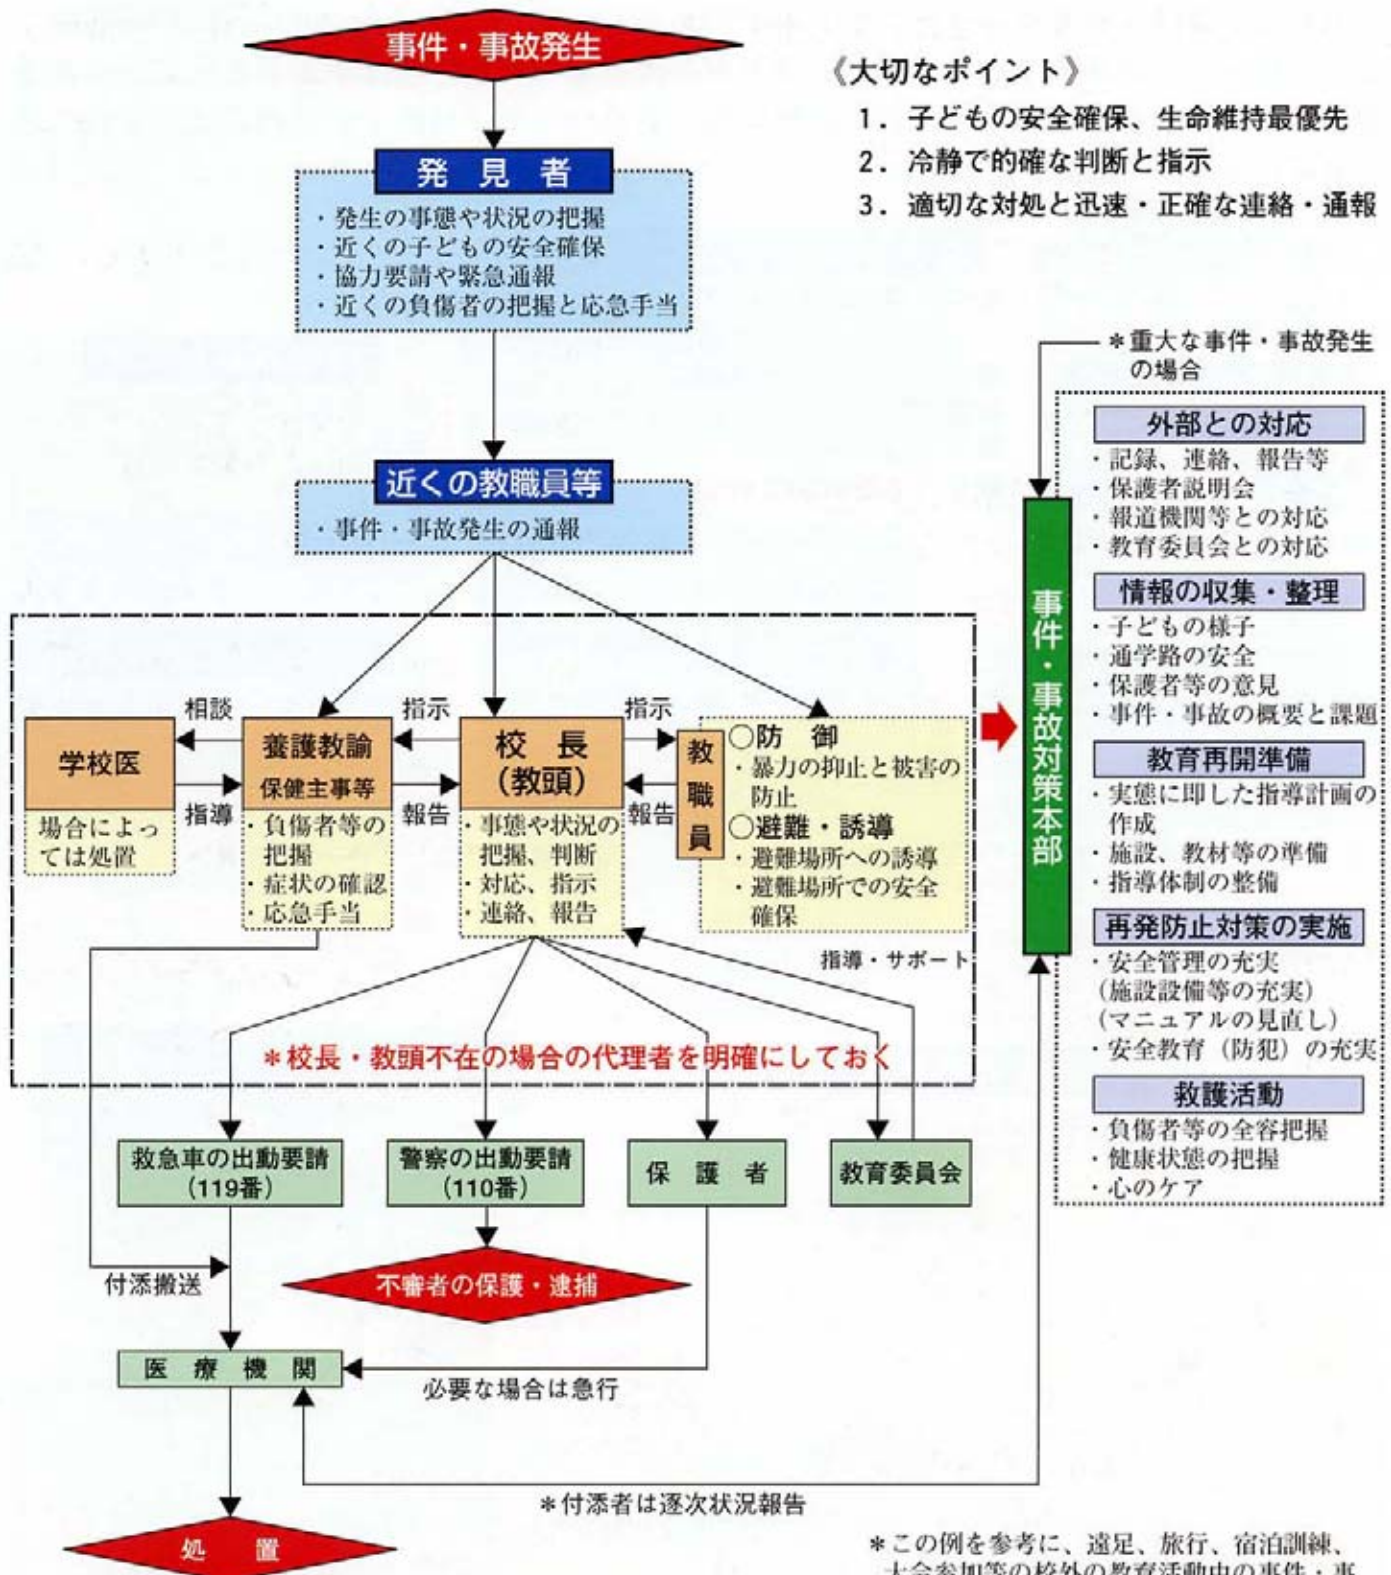 事件・事故発生
《大切なポイント》
1．子どもの安全確保、生命維持最優先
2．冷静で的確な判断と指示
3．適切な対処と迅速・正確な連絡・通報
発見者
・発生の事態や状況の把握
・近くの子どもの安全確保
・協力要請や緊急通報
・近くの負傷者の把握と応急手当
近くの教職員等
・事件・事故発生の通報
相談
指示
指示
学校医
養護教諭
保健主事等
校長
（教頭）
教職員
指導
報告
報告
場合によっ
ては処置
・負傷者等の
把握
・症状の確認
・応急手当
・事態や状況の
把握、判断
・対応、指示
・連絡、報告
○防御
・暴力の抑止と被害の
防止
○避難・誘導
・避難場所への誘導
・避難場所での安全
確保
指導・サポート
＊校長・教頭不在の場合の代理者を明確にしておく
救急車の出動要請
（119番）
警察の出動要請
（110番）
保護者
教育委員会
付添搬送
不審者の保護・逮捕
医療機関
必要な場合は急行
＊付添者は逐次状況報告
処置
＊重大な事件・事故発生
の場合
事件・事故対策本部
外部との対応
・記録、連絡、報告等
・保護者説明会
・報道機関等との対応
・教育委員会との対応
情報の収集・整理
・子どもの様子
・通学路の安全
・保護者等の意見
・事件・事故の概要と課題
教育再開準備
・実態に即した指導計画の
作成
・施設、教材等の準備
・指導体制の整備
再発防止対策の実施
・安全管理の充実
（施設設備等の充実）
（マニュアルの見直し）
・安全教育（防犯）の充実
救護活動
・負傷者等の全容把握
・健康状態の把握
・心のケア
＊この例を参考に、遠足、旅行、宿泊訓練、
大会参加等の校外の教育活動中の事件・事